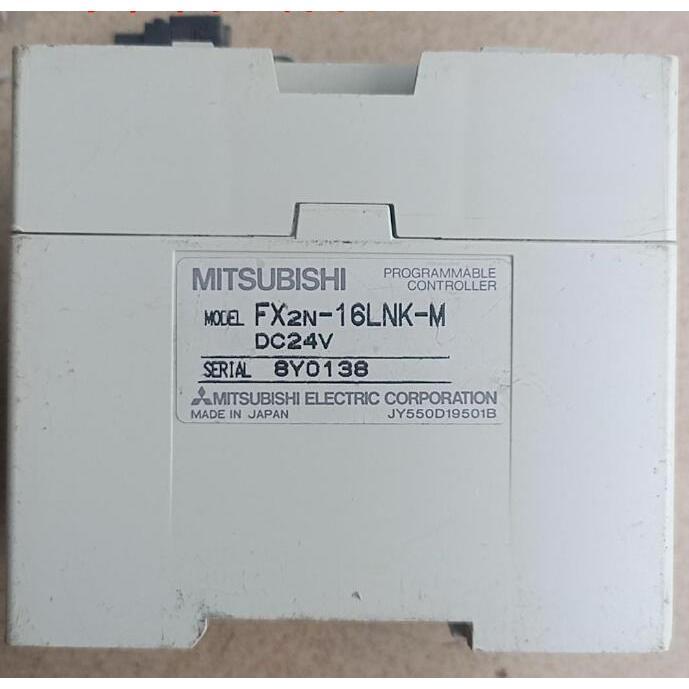 MITSUBISHI
PROGRAMMABLE
CONTROLLER
MODEL FX2N-16LNK-M
DC24V
SERIAL 8Y0138
MITSUBISHI ELECTRIC CORPORATION
MADE IN JAPAN JY550D19501B